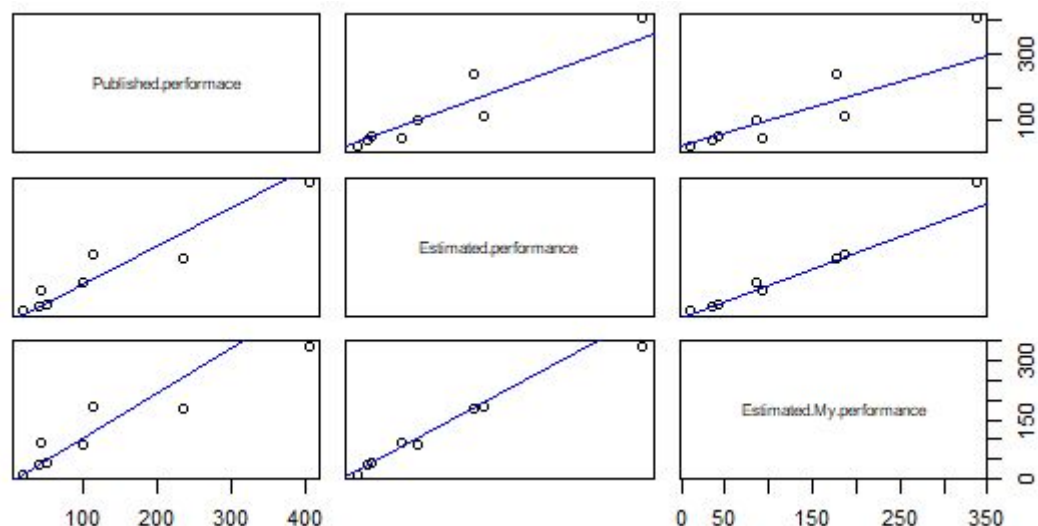 Published.performace
300
100
Estimated.performance
Estimated.My.performance
300
150
0
100 200 300 400
0 50 150 250 350